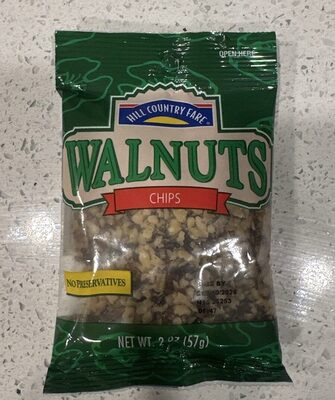 OPEN HERE
HILL COUNTRY FARE®
WALNUTS
CHIPS
NO PRESERVATIVES
NET WT. 2 OZ (57g)